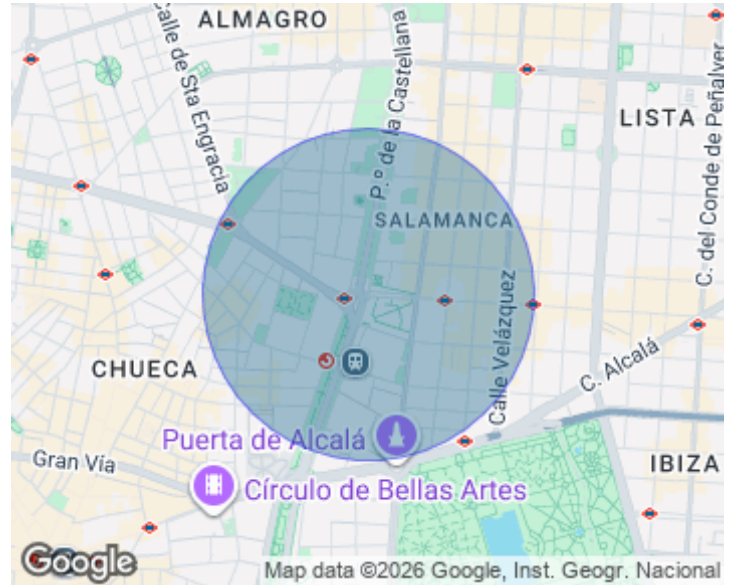 ALMAGRO
Calle de Sta Engracia
P.º de la Castellana
LISTA
C. del Conde de Peñalver
SALAMANCA
Calle Velázquez
CHUECA
C. Alcalá
Puerta de Alcalá
Gran Vía
IBIZA
Círculo de Bellas Artes
Google
Map data ©2026 Google, Inst. Geogr. Nacional